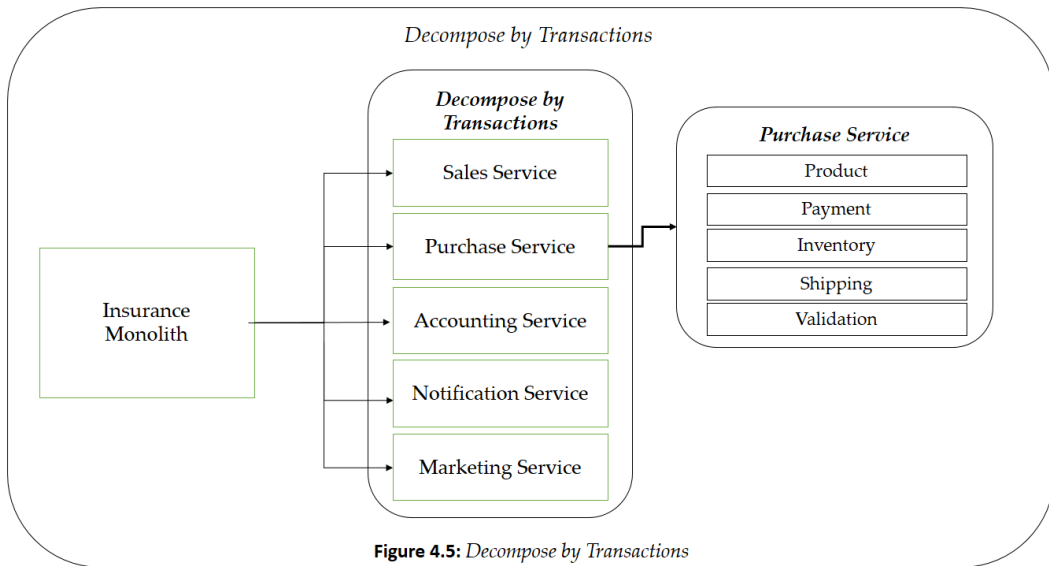 Decompose by Transactions
Decompose by
Transactions
Sales Service
Purchase Service
Accounting Service
Notification Service
Marketing Service
Insurance
Monolith
Purchase Service
Product
Payment
Inventory
Shipping
Validation
Figure 4.5: Decompose by Transactions